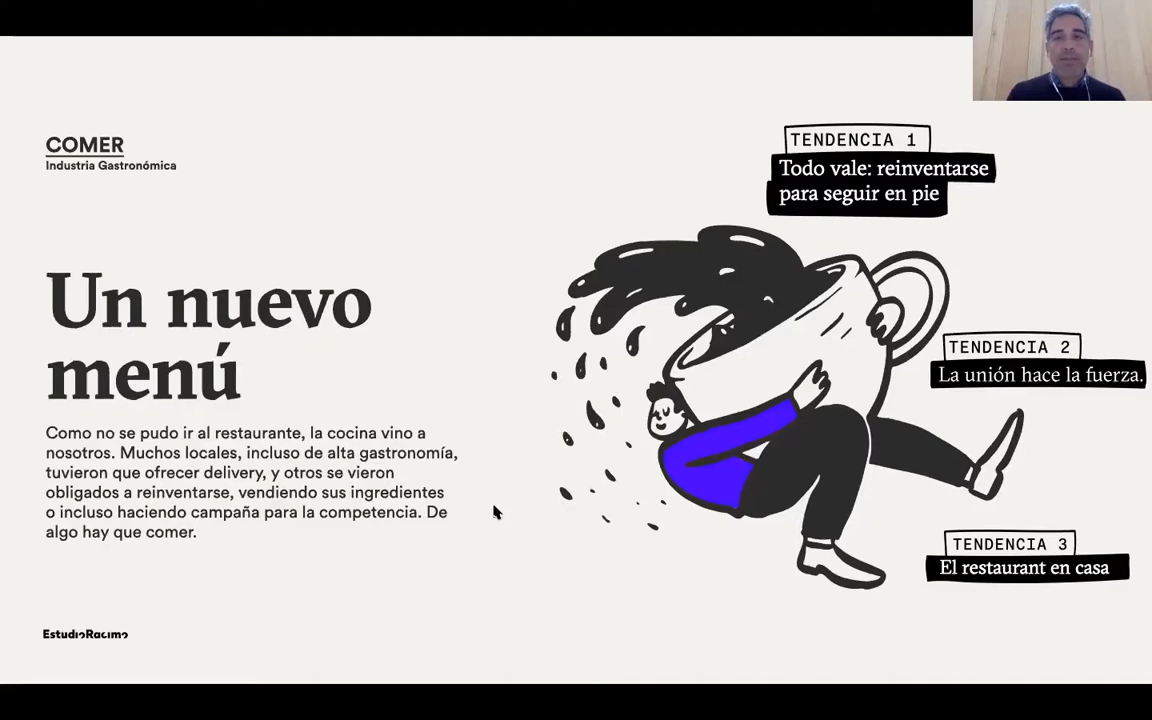 COMER
Industria Gastronómica
Un nuevo
menú
Como no se pudo ir al restaurante, la cocina vino a
nosotros. Muchos locales, incluso de alta gastronomía,
tuvieron que ofrecer delivery, y otros se vieron
obligados a reinventarse, vendiendo sus ingredientes
o incluso haciendo campaña para la competencia. De
algo hay que comer.
EstudioRacimo
TENDENCIA 1
Todo vale: reinventarse
para seguir en pie
TENDENCIA 2
La unión hace la fuerza.
TENDENCIA 3
El restaurant en casa